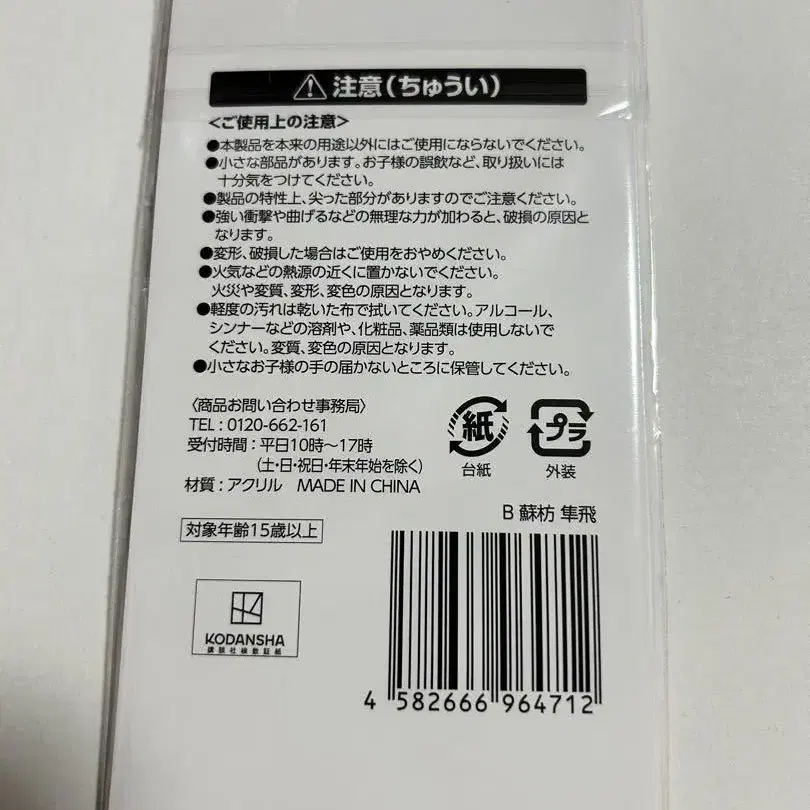 注意(ちゅうい)
<ご使用上の注意>
●本製品を本来の用途以外にはご使用にならないでください。
●小さな部品があります。お子様の誤飲など、取り扱いには
十分気をつけてください。
●製品の特性上、尖った部分がありますのでご注意ください。
●強い衝撃や曲げるなどの無理な力が加わると、破損の原因と
なります。
●変形、破損した場合はご使用をおやめください。
●火気などの熱源の近くに置かないでください。
火災や変質、変形、変色の原因となります。
●軽度の汚れは乾いた布で拭いてください。アルコール、
シンナーなどの溶剤や、化粧品、薬品類は使用しないで
ください。変質、変色の原因となります。
●小さなお子様の手の届かないところに保管してください。
〈商品お問い合わせ事務局〉
TEL : 0120-662-161
受付時間：平日10時～17時
(土・日・祝日・年末年始を除く)
材質：アクリル MADE IN CHINA
紙
台紙
プラ
外装
B 蘇枋 隼飛
対象年齢15歳以上
KODANSHA
講談社検数証紙
4 582666 964712